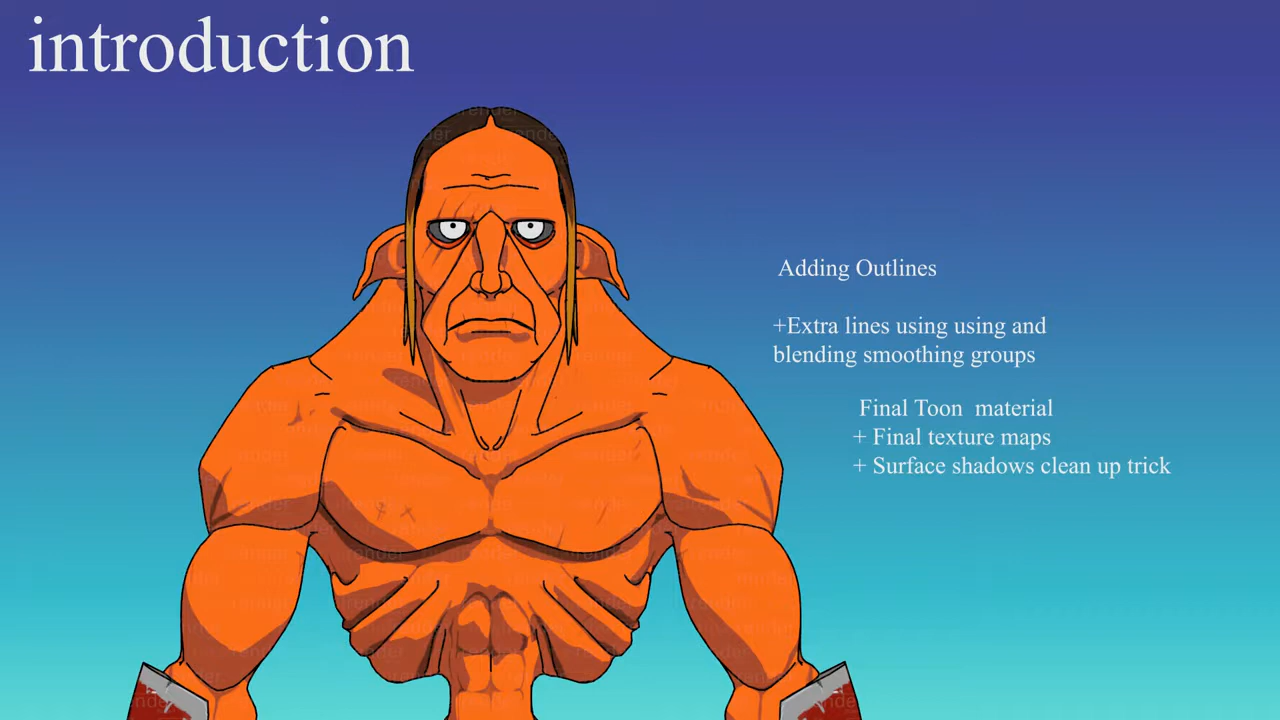 introduction
Adding Outlines
+Extra lines using using and
blending smoothing groups
Final Toon  material
+ Final texture maps
+ Surface shadows clean up trick